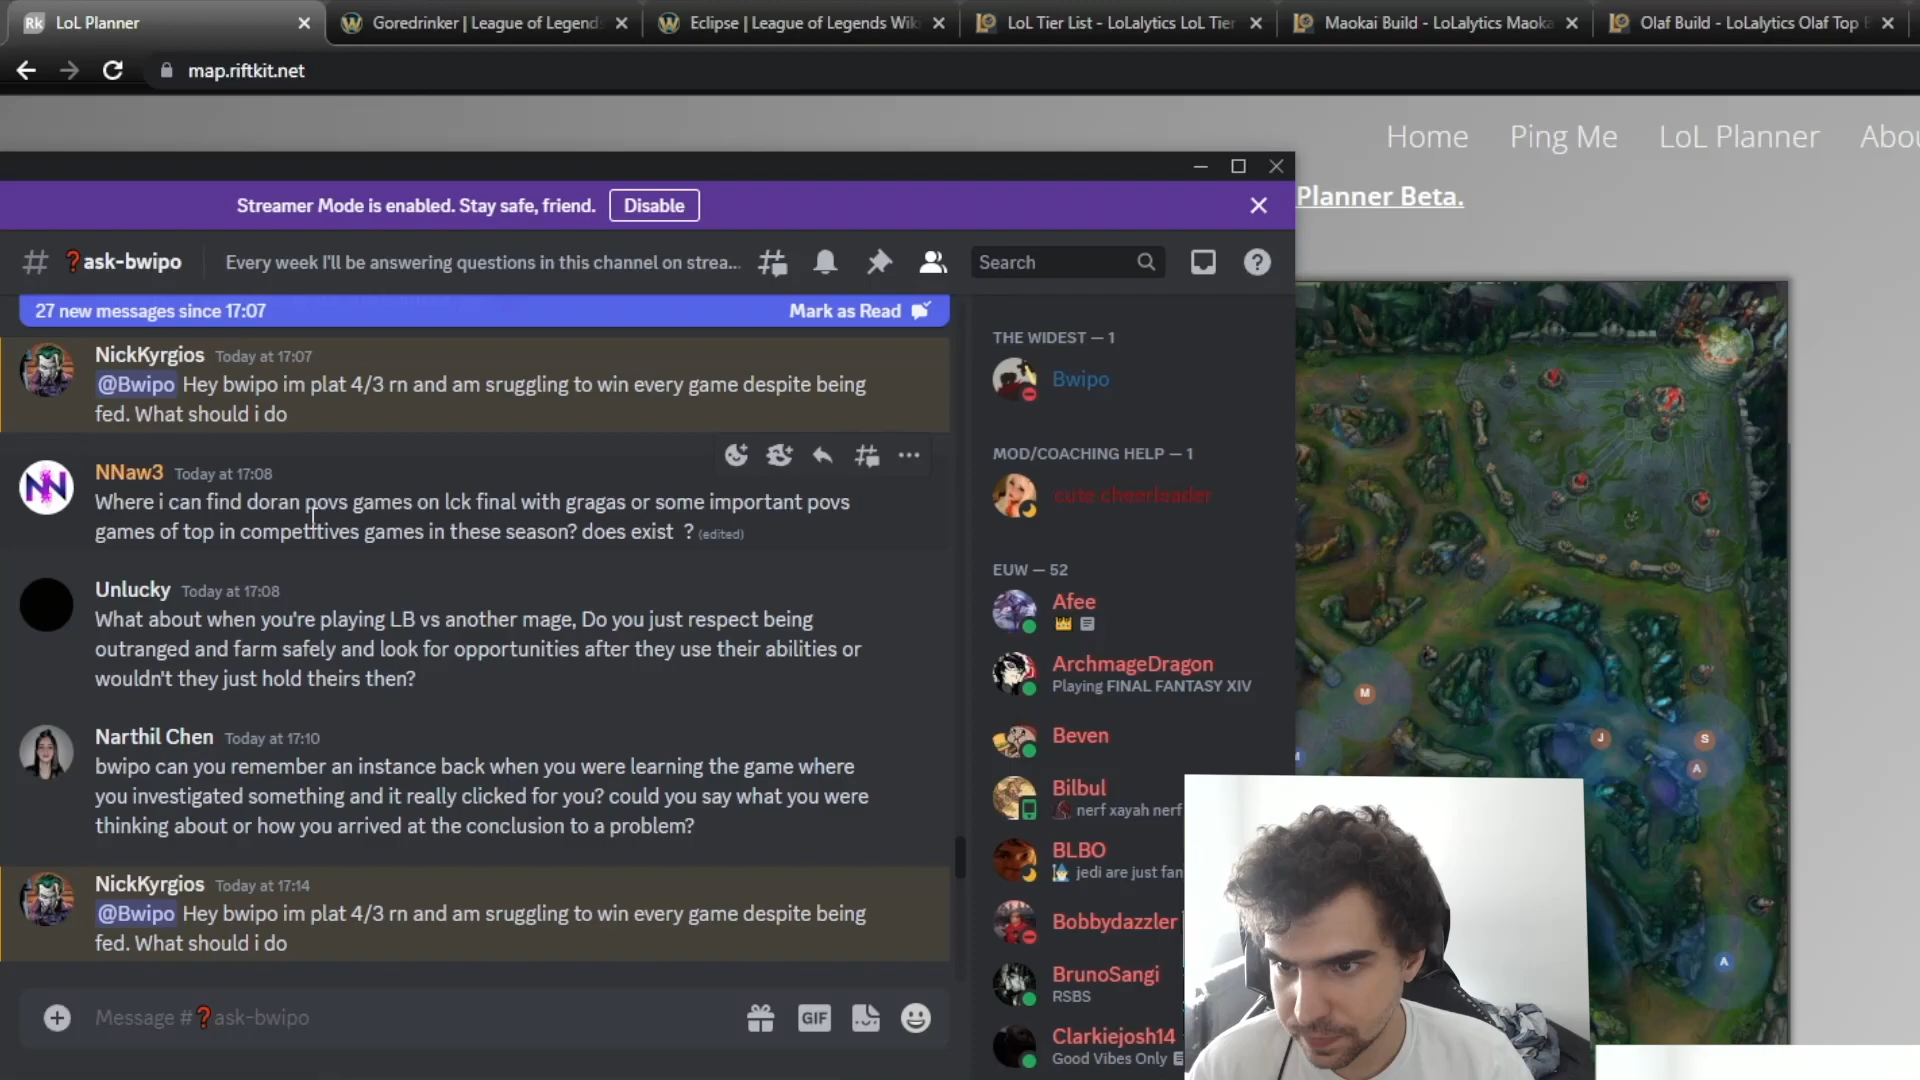 Rk LoL Planner
Goredrinker | League of Legends
Eclipse | League of Legends Wiki
LoL Tier List - LoLalytics LoL Tier
Maokai Build - LoLalytics Maoka
Olaf Build - LoLalytics Olaf Top
map.riftkit.net
Home Ping Me LoL Planner Abou
Planner Beta.
Streamer Mode is enabled. Stay safe, friend. Disable
# ❓ask-bwipo
Every week I'll be answering questions in this channel on strea...
Search
27 new messages since 17:07 Mark as Read
NickKyrgios Today at 17:07
@Bwipo Hey bwipo im plat 4/3 rn and am sruggling to win every game despite being
fed. What should i do
NNaw3 Today at 17:08
Where i can find doran povs games on lck final with gragas or some important povs
games of top in competitives games in these season? does exist ? (edited)
Unlucky Today at 17:08
What about when you're playing LB vs another mage, Do you just respect being
outranged and farm safely and look for opportunities after they use their abilities or
wouldn't they just hold theirs then?
Narthil Chen Today at 17:10
bwipo can you remember an instance back when you were learning the game where
you investigated something and it really clicked for you? could you say what you were
thinking about or how you arrived at the conclusion to a problem?
NickKyrgios Today at 17:14
@Bwipo Hey bwipo im plat 4/3 rn and am sruggling to win every game despite being
fed. What should i do
Message #❓ask-bwipo
GIF
THE WIDEST — 1
Bwipo
MOD/COACHING HELP — 1
cute cheerleader
EUW — 52
Afee
ArchmageDragon
Playing FINAL FANTASY XIV
Beven
Bilbul
nerf xayah nerf
BLBO
jedi are just fan
Bobbydazzler
BrunoSangi
RSBS
Clarkiejosh14
Good Vibes Only
M
J
S
A
A